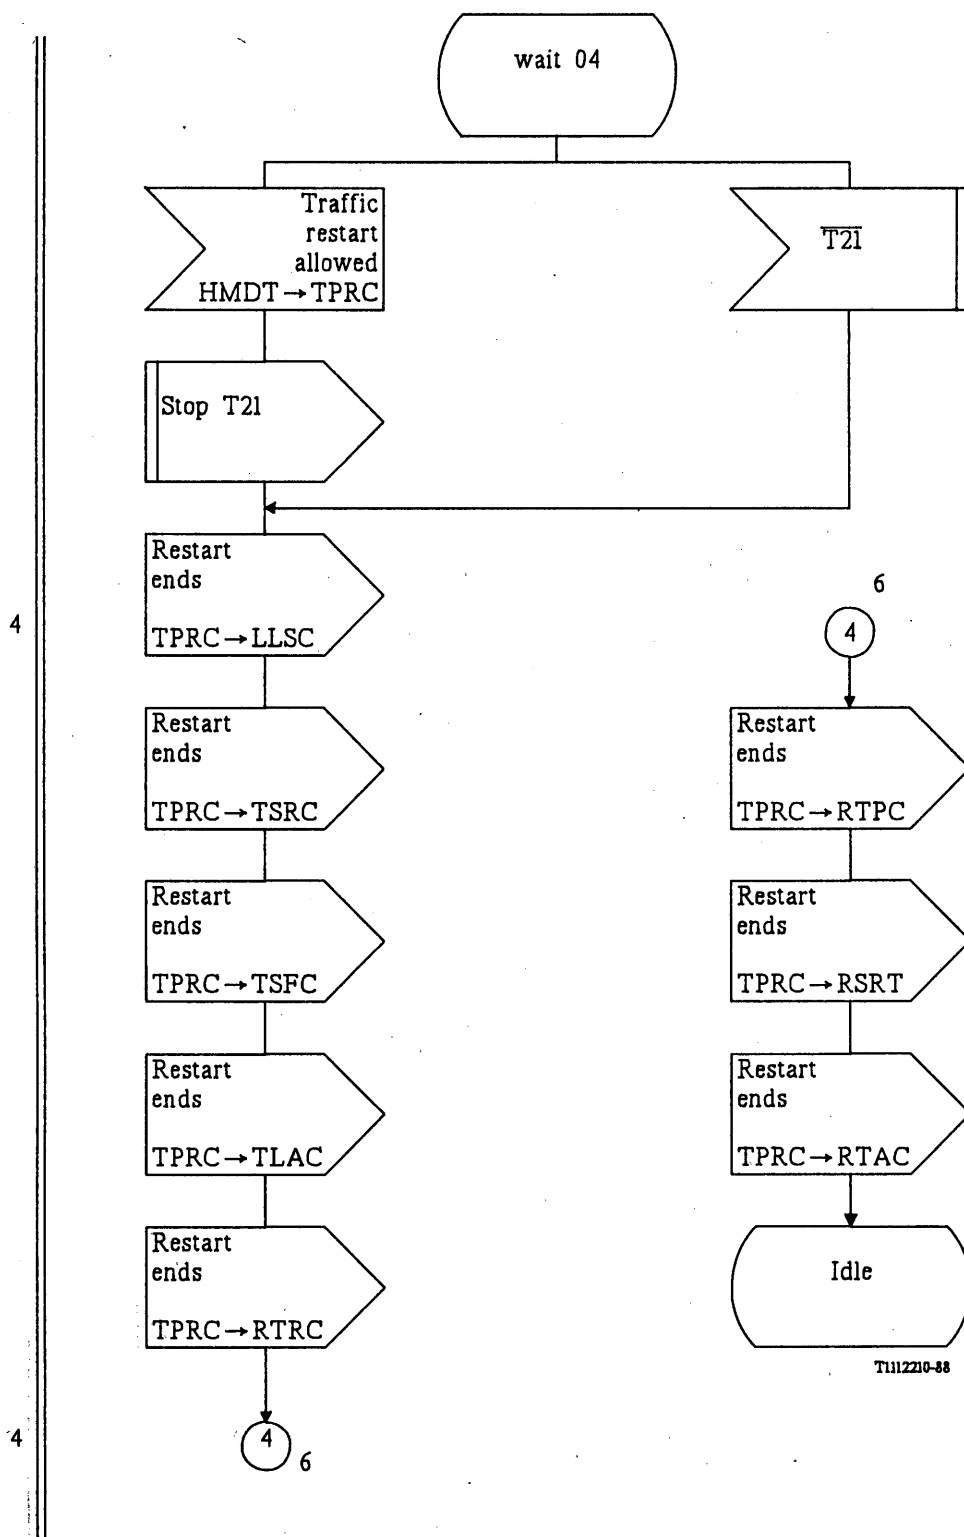 wait 04
Traffic
restart
allowed
HMDT→TPRC
T21
Stop T21
Restart
ends
TPRC→LLSC
4
Restart
ends
TPRC→TSRC
Restart
ends
TPRC→TSFC
Restart
ends
TPRC→TLAC
Restart
ends
TPRC→RTRC
4
4
6
6
4
Restart
ends
TPRC→RTPC
Restart
ends
TPRC→RSRT
Restart
ends
TPRC→RTAC
Idle
T1112210-88